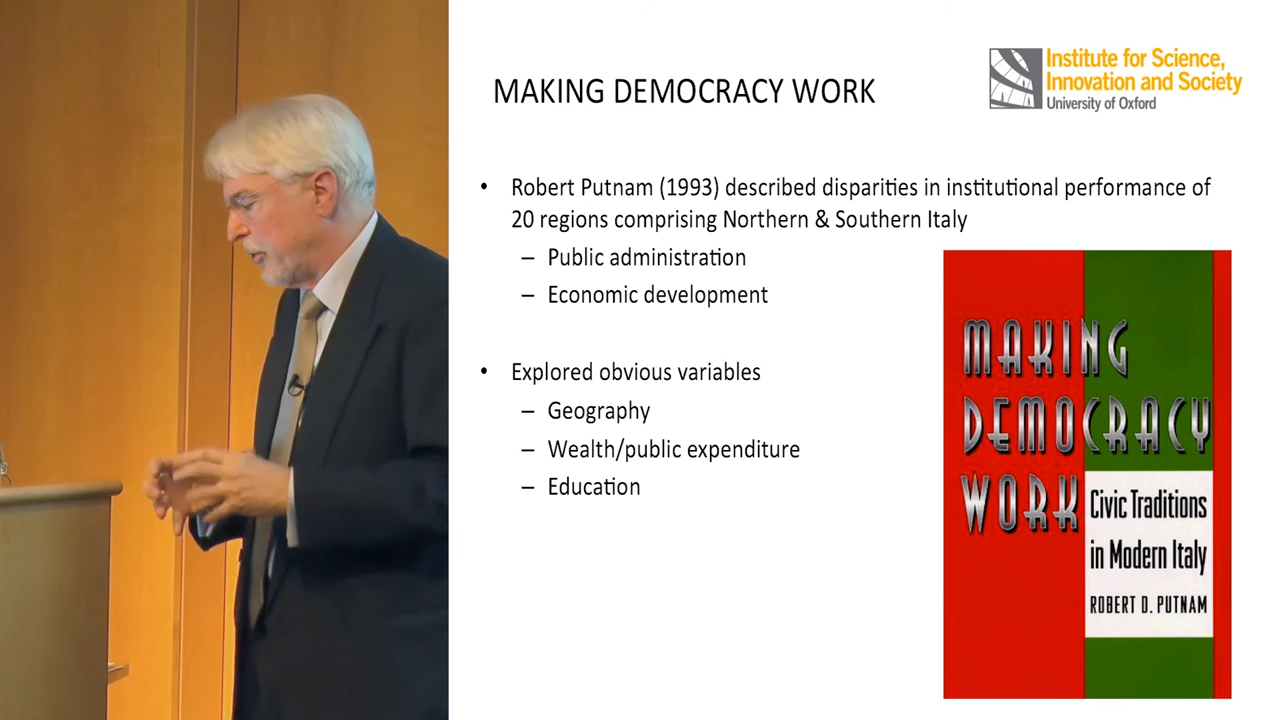 MAKING DEMOCRACY WORK
Institute for Science,
Innovation and Society
University of Oxford
• Robert Putnam (1993) described disparities in institutional performance of
20 regions comprising Northern & Southern Italy
– Public administration
– Economic development
• Explored obvious variables
– Geography
– Wealth/public expenditure
– Education
MAKING
DEMOCRACY
WORK
Civic Traditions
in Modern Italy
ROBERT D. PUTNAM